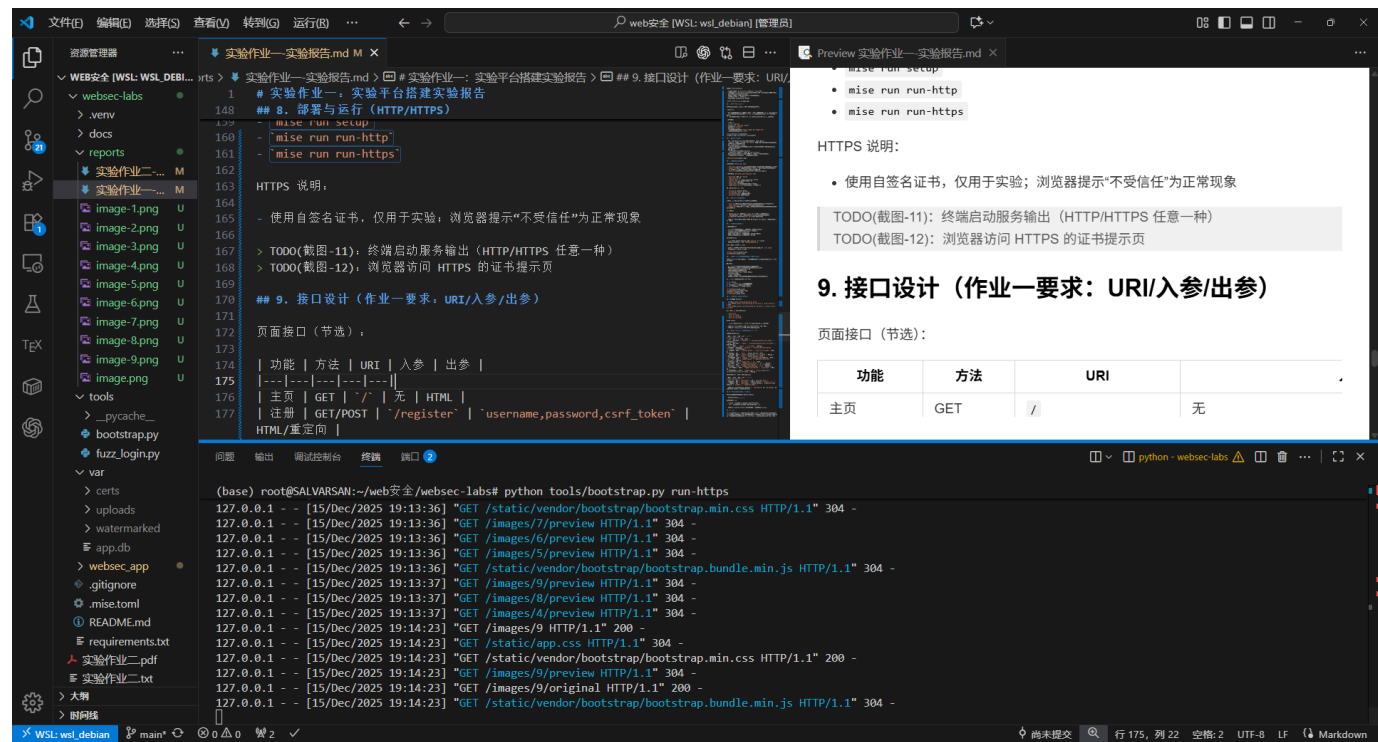 文件(F) 编辑(E) 选择(S) 查看(V) 转到(G) 运行(R) ··· web安全 [WSL: wsl_debian] [管理员]
资源管理器 ···
WEB安全 [WSL: WSL_DEBI...
websec-labs
.venv
docs
reports
实验作业二-... M
实验作业一-... M
image-1.png U
image-2.png U
image-3.png U
image-4.png U
image-5.png U
image-6.png U
image-7.png U
image-8.png U
image-9.png U
image.png U
tools
__pycache__
bootstrap.py
fuzz_login.py
var
certs
uploads
watermarked
app.db
websec_app
.gitignore
.mise.toml
README.md
requirements.txt
实验作业二.pdf
实验作业二.txt
大纲
时间线
21
1
TEX
实验作业一-实验报告.md M
orts > 实验作业一-实验报告.md > # 实验作业一：实验平台搭建实验报告 > ## 9. 接口设计（作业一要求：URI/
1 # 实验作业一：实验平台搭建实验报告
148 ## 8. 部署与运行（HTTP/HTTPS）
159 - `mise run setup`
160 - `mise run run-http`
161 - `mise run run-https`
162
163 HTTPS 说明：
164
165 - 使用自签名证书，仅用于实验；浏览器提示“不受信任”为正常现象
166
167 > TODO(截图-11)：终端启动服务输出（HTTP/HTTPS 任意一种）
168 > TODO(截图-12)：浏览器访问 HTTPS 的证书提示页
169
170 ## 9. 接口设计（作业一要求：URI/入参/出参）
171
172 页面接口（节选）：
173
174 | 功能 | 方法 | URI | 入参 | 出参 |
175 |---|---|---|---|---|
176 | 主页 | GET | `/` | 无 | HTML |
177 | 注册 | GET/POST | `/register` | `username,password,csrf_token` |
HTML/重定向 |
Preview 实验作业一-实验报告.md
mise run setup
mise run run-http
mise run run-https
HTTPS 说明：
使用自签名证书，仅用于实验；浏览器提示“不受信任”为正常现象
TODO(截图-11)：终端启动服务输出（HTTP/HTTPS 任意一种）
TODO(截图-12)：浏览器访问 HTTPS 的证书提示页
9. 接口设计（作业一要求：URI/入参/出参）
页面接口（节选）：
功能 方法 URI
主页 GET / 无
问题 输出 调试控制台 终端 端口 2
python - websec-labs
(base) root@SALVARSAN:~/web安全/websec-labs# python tools/bootstrap.py run-https
127.0.0.1 - - [15/Dec/2025 19:13:36] "GET /static/vendor/bootstrap/bootstrap.min.css HTTP/1.1" 304 -
127.0.0.1 - - [15/Dec/2025 19:13:36] "GET /images/7/preview HTTP/1.1" 304 -
127.0.0.1 - - [15/Dec/2025 19:13:36] "GET /images/6/preview HTTP/1.1" 304 -
127.0.0.1 - - [15/Dec/2025 19:13:36] "GET /images/5/preview HTTP/1.1" 304 -
127.0.0.1 - - [15/Dec/2025 19:13:36] "GET /static/vendor/bootstrap/bootstrap.bundle.min.js HTTP/1.1" 304 -
127.0.0.1 - - [15/Dec/2025 19:13:37] "GET /images/9/preview HTTP/1.1" 304 -
127.0.0.1 - - [15/Dec/2025 19:13:37] "GET /images/8/preview HTTP/1.1" 304 -
127.0.0.1 - - [15/Dec/2025 19:13:37] "GET /images/4/preview HTTP/1.1" 304 -
127.0.0.1 - - [15/Dec/2025 19:14:23] "GET /images/9 HTTP/1.1" 200 -
127.0.0.1 - - [15/Dec/2025 19:14:23] "GET /static/app.css HTTP/1.1" 304 -
127.0.0.1 - - [15/Dec/2025 19:14:23] "GET /static/vendor/bootstrap/bootstrap.min.css HTTP/1.1" 200 -
127.0.0.1 - - [15/Dec/2025 19:14:23] "GET /images/9/preview HTTP/1.1" 304 -
127.0.0.1 - - [15/Dec/2025 19:14:23] "GET /images/9/original HTTP/1.1" 200 -
127.0.0.1 - - [15/Dec/2025 19:14:23] "GET /static/vendor/bootstrap/bootstrap.bundle.min.js HTTP/1.1" 304 -
WSL: wsl_debian main* 0 0 2 尚未提交 行 175，列 22 空格: 2 UTF-8 LF Markdown